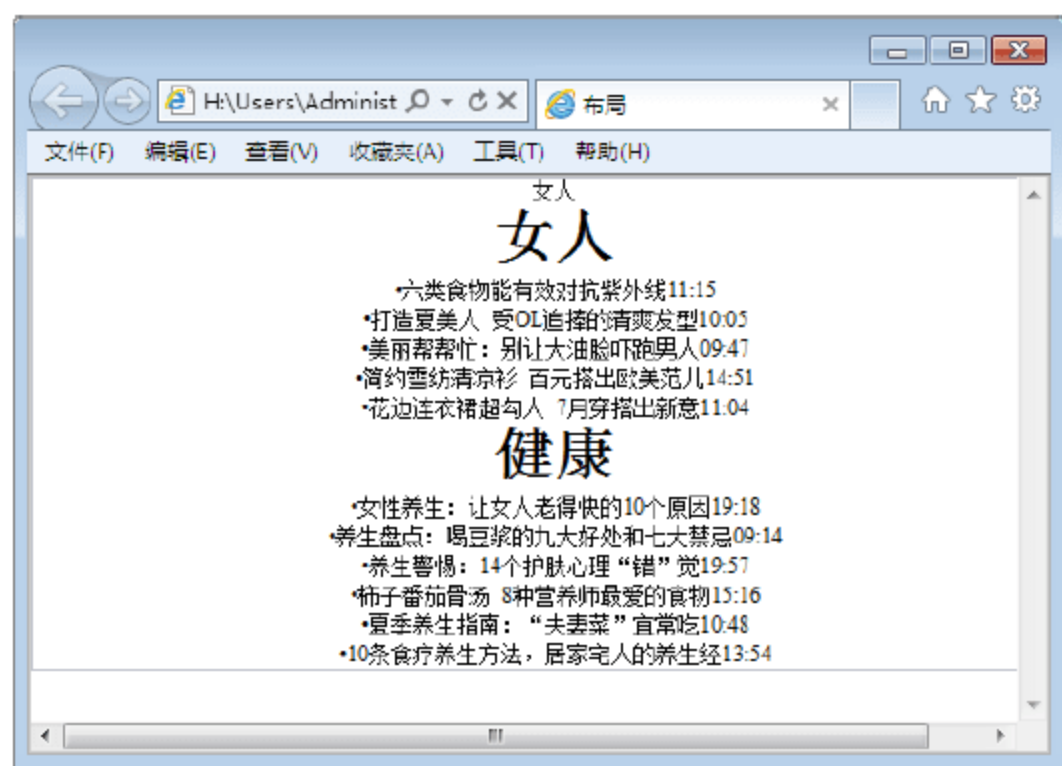 H:\Users\Administ
布局
文件(F) 编辑(E) 查看(V) 收藏夹(A) 工具(T) 帮助(H)
女人
女人
•六类食物能有效对抗紫外线11:15
•打造夏美人 受OL追捧的清爽发型10:05
•美丽帮帮忙：别让大油脸吓跑男人09:47
•简约雪纺清凉衫 百元搭出欧美范儿14:51
•花边连衣裙超勾人 7月穿搭出新意11:04
健康
•女性养生：让女人老得快的10个原因19:18
•养生盘点：喝豆浆的九大好处和七大禁忌09:14
•养生警惕：14个护肤心理“错”觉19:57
•柿子番茄骨汤 8种营养师最爱的食物15:16
•夏季养生指南：“夫妻菜”宜常吃10:48
•10条食疗养生方法，居家宅人的养生经13:54